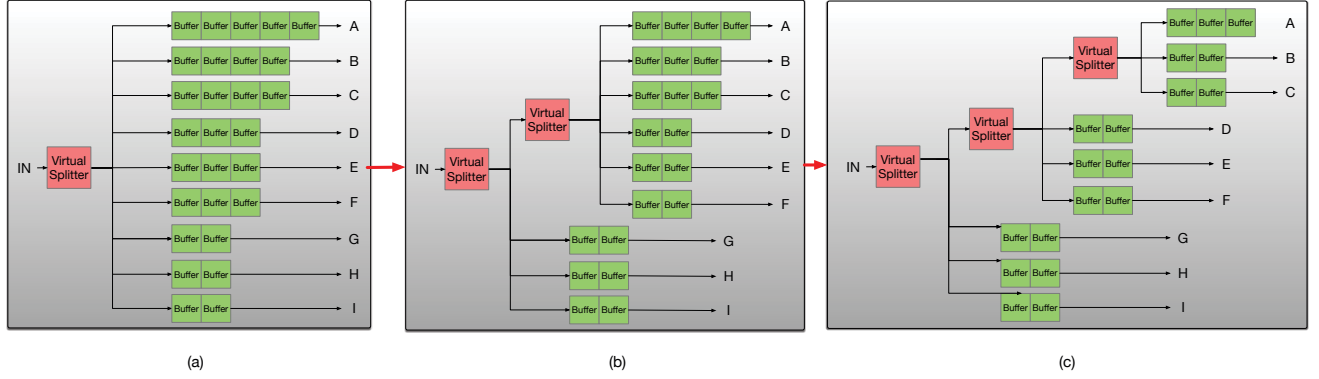 Buffer Buffer Buffer Buffer Buffer A
Buffer Buffer Buffer Buffer B
Buffer Buffer Buffer Buffer C
Buffer Buffer Buffer D
IN Virtual
Splitter
Buffer Buffer Buffer E
Buffer Buffer Buffer F
Buffer Buffer G
Buffer Buffer H
Buffer Buffer I
(a)
Buffer Buffer Buffer Buffer A
Buffer Buffer Buffer B
Buffer Buffer Buffer C
Virtual
Splitter
Buffer Buffer D
IN Virtual
Splitter
Buffer Buffer E
Buffer Buffer F
Buffer Buffer G
Buffer Buffer H
Buffer Buffer I
(b)
Buffer Buffer Buffer A
Virtual
Splitter
Buffer Buffer B
Buffer Buffer C
Virtual
Splitter
Buffer Buffer D
IN Virtual
Splitter
Buffer Buffer E
Buffer Buffer F
Buffer Buffer G
Buffer Buffer H
Buffer Buffer I
(c)